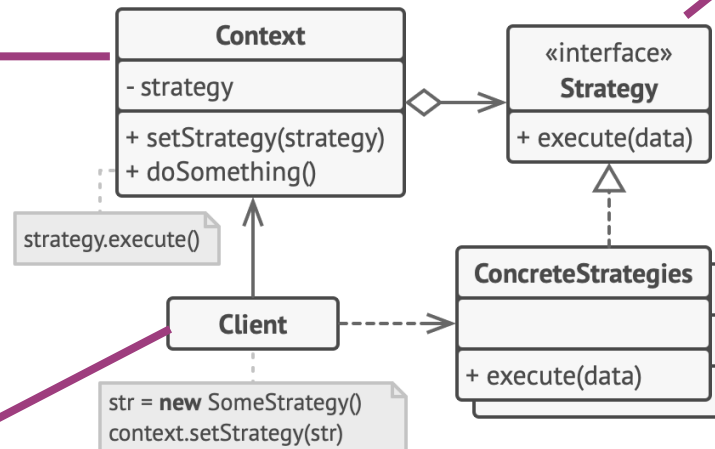 Context
- strategy
+ setStrategy(strategy)
+ doSomething()
«interface»
Strategy
+ execute(data)
strategy.execute()
Client
ConcreteStrategies
+ execute(data)
str = new SomeStrategy()
context.setStrategy(str)